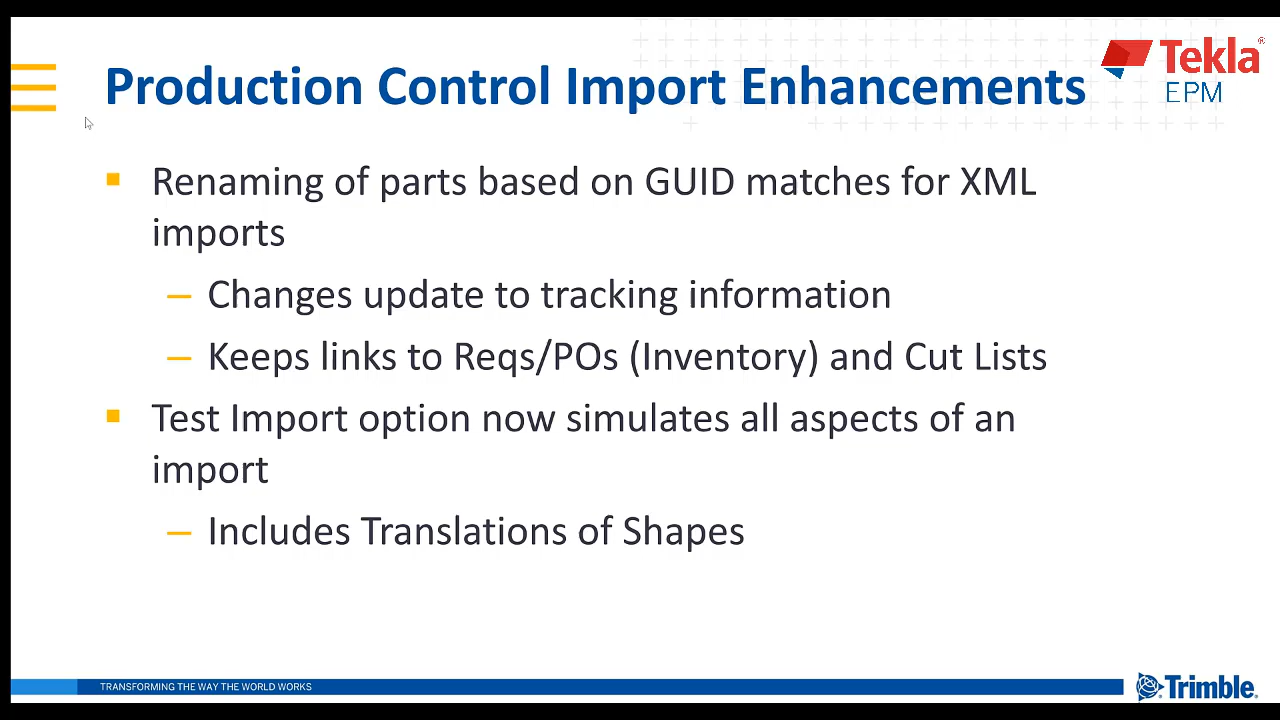 Production Control Import Enhancements
Tekla®
EPM
Renaming of parts based on GUID matches for XML
imports
– Changes update to tracking information
– Keeps links to Reqs/POs (Inventory) and Cut Lists
Test Import option now simulates all aspects of an
import
– Includes Translations of Shapes
TRANSFORMING THE WAY THE WORLD WORKS
Trimble.